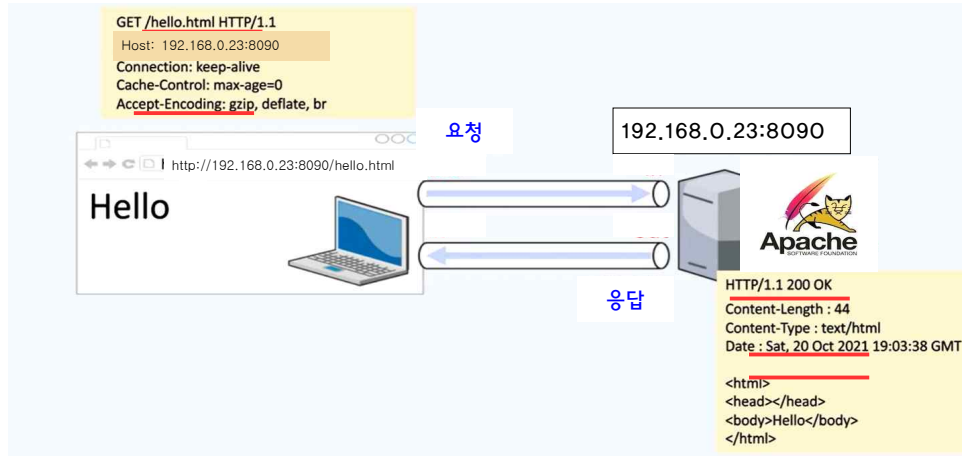 GET /hello.html HTTP/1.1
Host: 192.168.0.23:8090
Connection: keep-alive
Cache-Control: max-age=0
Accept-Encoding: gzip, deflate, br
요청
192.168.0.23:8090
http://192.168.0.23:8090/hello.html
Hello
Apache
SOFTWARE FOUNDATION
응답
HTTP/1.1 200 OK
Content-Length : 44
Content-Type : text/html
Date : Sat, 20 Oct 2021 19:03:38 GMT
<html>
<head></head>
<body>Hello</body>
</html>